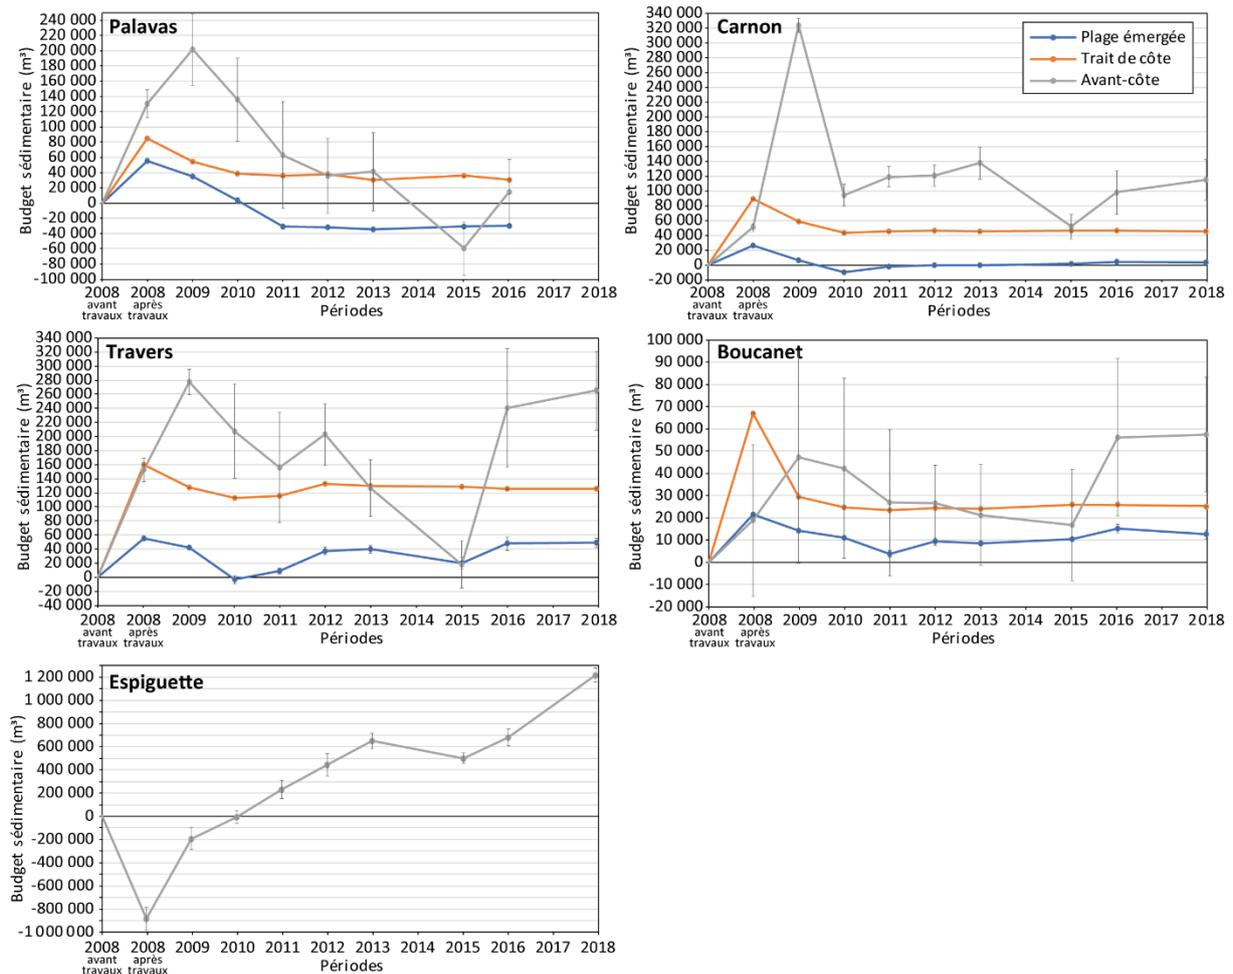 Palavas
Budget sédimentaire (m³)
240 000
220 000
200 000
180 000
160 000
140 000
120 000
100 000
80 000
60 000
40 000
20 000
0
-20 000
-40 000
-60 000
-80 000
-100 000
2008 2008 2009 2010 2011 2012 2013 2014 2015 2016 2017 2018
avant après
travaux travaux
Périodes
Carnon
Plage émergée
Trait de côte
Avant-côte
Budget sédimentaire (m³)
340 000
320 000
300 000
280 000
260 000
240 000
220 000
200 000
180 000
160 000
140 000
120 000
100 000
80 000
60 000
40 000
20 000
0
-20 000
2008 2008 2009 2010 2011 2012 2013 2014 2015 2016 2017 2018
avant après
travaux travaux
Périodes
Travers
Budget sédimentaire (m³)
340 000
320 000
300 000
280 000
260 000
240 000
220 000
200 000
180 000
160 000
140 000
120 000
100 000
80 000
60 000
40 000
20 000
0
-20 000
-40 000
2008 2008 2009 2010 2011 2012 2013 2014 2015 2016 2017 2018
avant après
travaux travaux
Périodes
Boucanet
Budget sédimentaire (m³)
100 000
90 000
80 000
70 000
60 000
50 000
40 000
30 000
20 000
10 000
0
-10 000
-20 000
2008 2008 2009 2010 2011 2012 2013 2014 2015 2016 2017 2018
avant après
travaux travaux
Périodes
Espiguette
Budget sédimentaire (m³)
1 200 000
1 000 000
800 000
600 000
400 000
200 000
0
-200 000
-400 000
-600 000
-800 000
-1 000 000
2008 2008 2009 2010 2011 2012 2013 2014 2015 2016 2017 2018
avant après
travaux travaux
Périodes